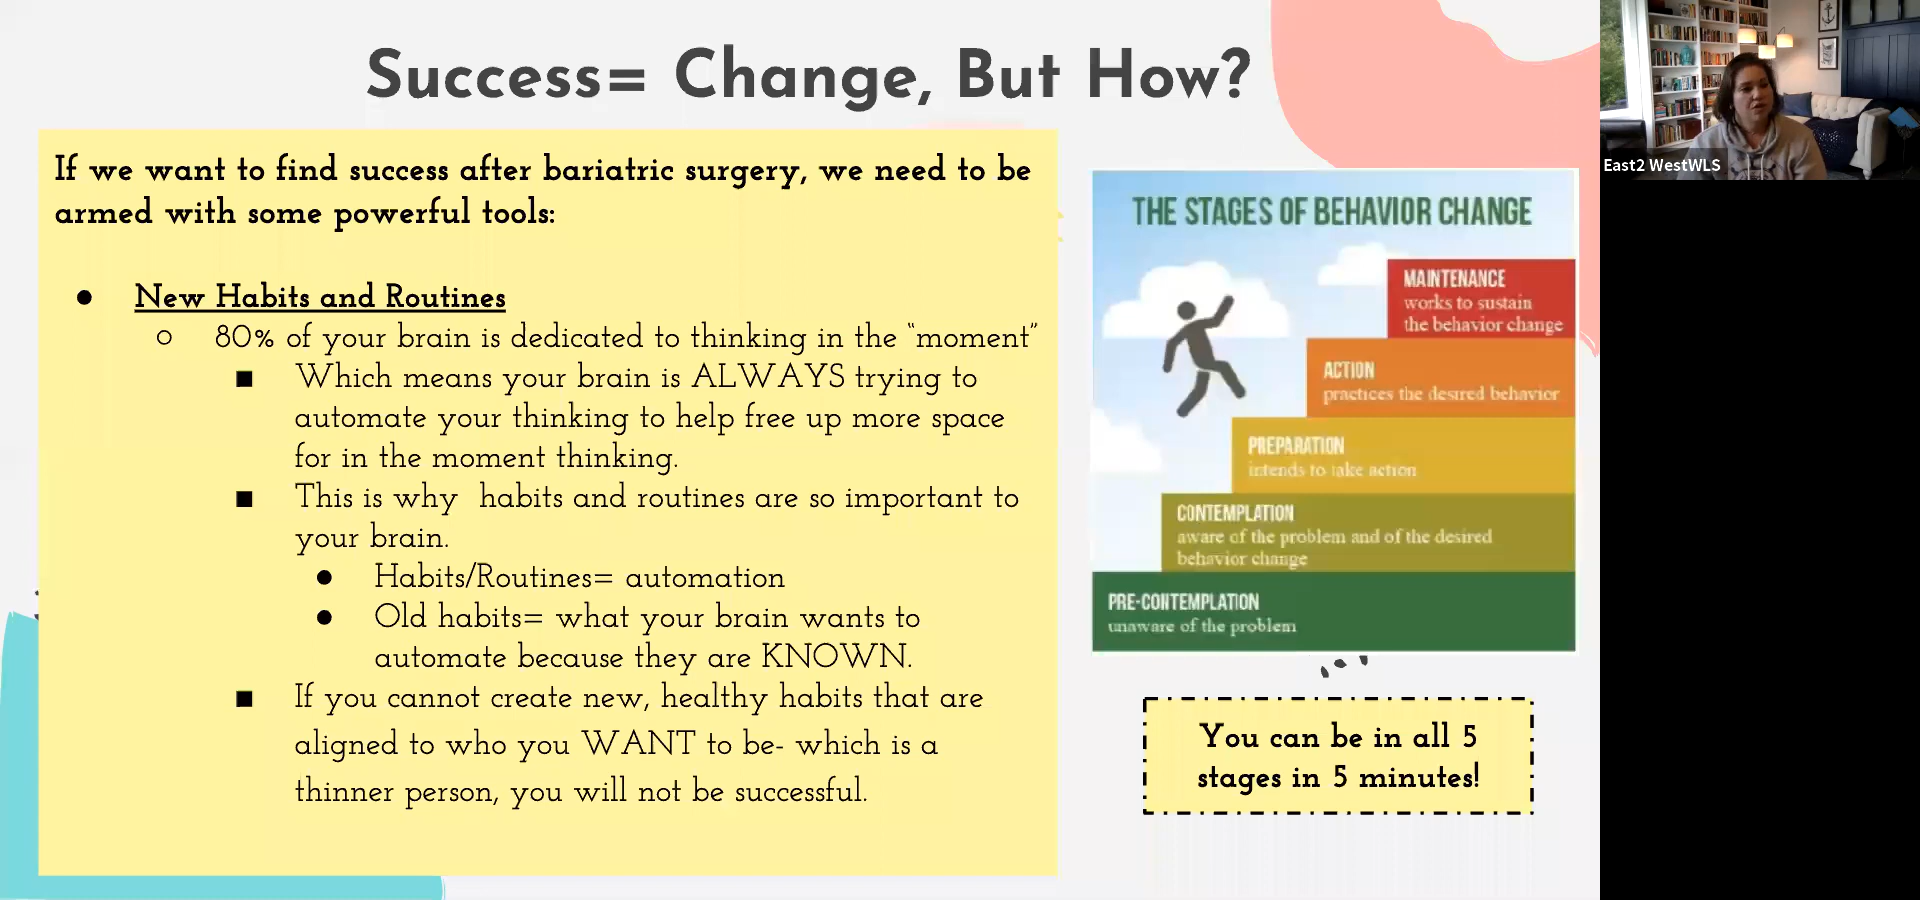 Success= Change, But How?
If we want to find success after bariatric surgery, we need to be
armed with some powerful tools:
● New Habits and Routines
○ 80% of your brain is dedicated to thinking in the “moment”
■ Which means your brain is ALWAYS trying to
automate your thinking to help free up more space
for in the moment thinking.
■ This is why  habits and routines are so important to
your brain.
● Habits/Routines= automation
● Old habits= what your brain wants to
automate because they are KNOWN.
■ If you cannot create new, healthy habits that are
aligned to who you WANT to be- which is a
thinner person, you will not be successful.
THE STAGES OF BEHAVIOR CHANGE
MAINTENANCE
works to sustain
the behavior change
ACTION
practices the desired behavior
PREPARATION
intends to take action
CONTEMPLATION
aware of the problem and of the desired
behavior change
PRE-CONTEMPLATION
unaware of the problem
You can be in all 5
stages in 5 minutes!
East2 WestWLS